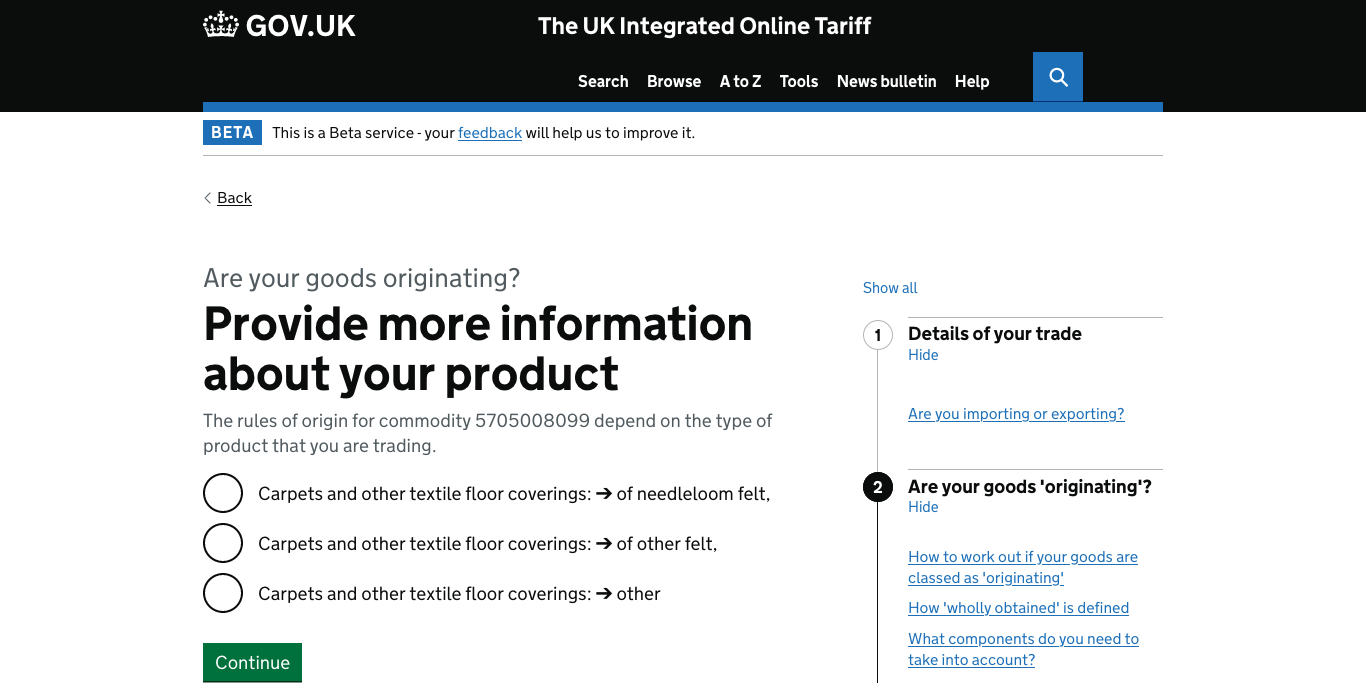 GOV.UK
The UK Integrated Online Tariff
Search Browse A to Z Tools News bulletin Help
BETA This is a Beta service - your feedback will help us to improve it.
Back
Are your goods originating?
Provide more information
about your product
The rules of origin for commodity 5705008099 depend on the type of
product that you are trading.
Carpets and other textile floor coverings: ➔ of needleloom felt,
Carpets and other textile floor coverings: ➔ of other felt,
Carpets and other textile floor coverings: ➔ other
Continue
Show all
1 Details of your trade
Hide
Are you importing or exporting?
2 Are your goods 'originating'?
Hide
How to work out if your goods are
classed as 'originating'
How 'wholly obtained' is defined
What components do you need to
take into account?